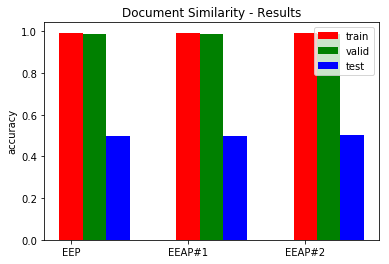 Document Similarity - Results
train
valid
test
accuracy
1.0
0.8
0.6
0.4
0.2
0.0
EEP
EEAP#1
EEAP#2